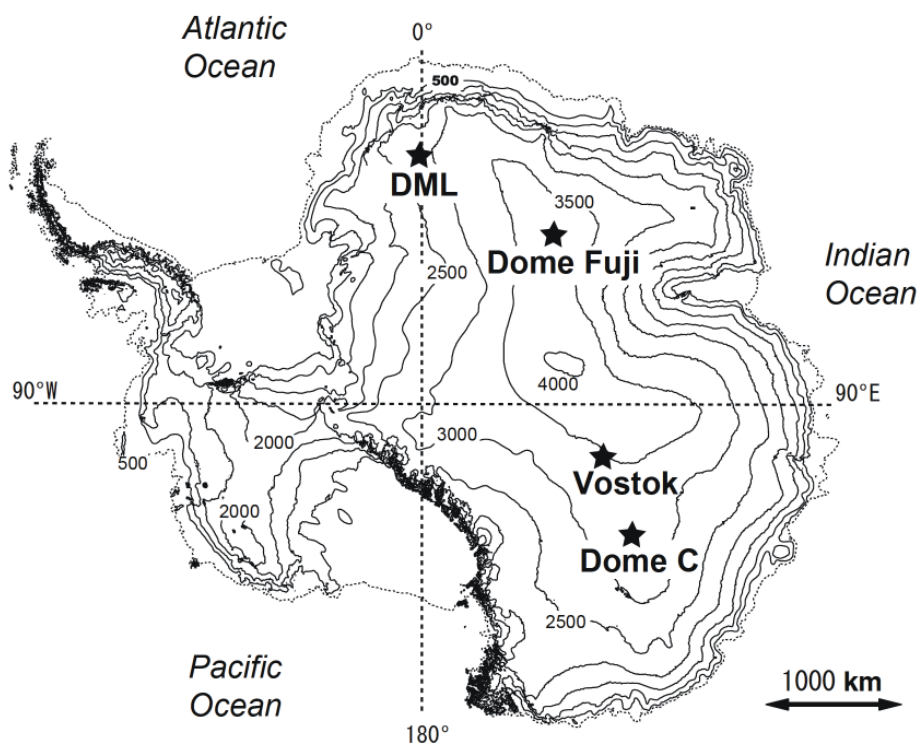 Atlantic
Ocean
0°
500
DML
3500
Dome Fuji
Indian
Ocean
2500
4000
90°W
90°E
2000
3000
500
Vostok
2000
Dome C
2500
Pacific
Ocean
1000 km
180°